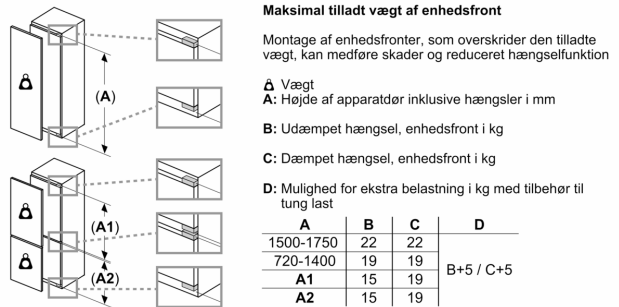 Maksimal tilladt vægt af enhedsfront
Montage af enhedsfronter, som overskrider den tilladte
vægt, kan medføre skader og reduceret hængselfunktion
Vægt
A: Højde af apparatdør inklusive hængsler i mm
B: Udæmpet hængsel, enhedsfront i kg
C: Dæmpet hængsel, enhedsfront i kg
D: Mulighed for ekstra belastning i kg med tilbehør til
tung last
A B C D
1500-1750 22 22
720-1400 19 19
B+5 / C+5
A1 15 19
A2 15 19
(A)
(A1)
(A2)